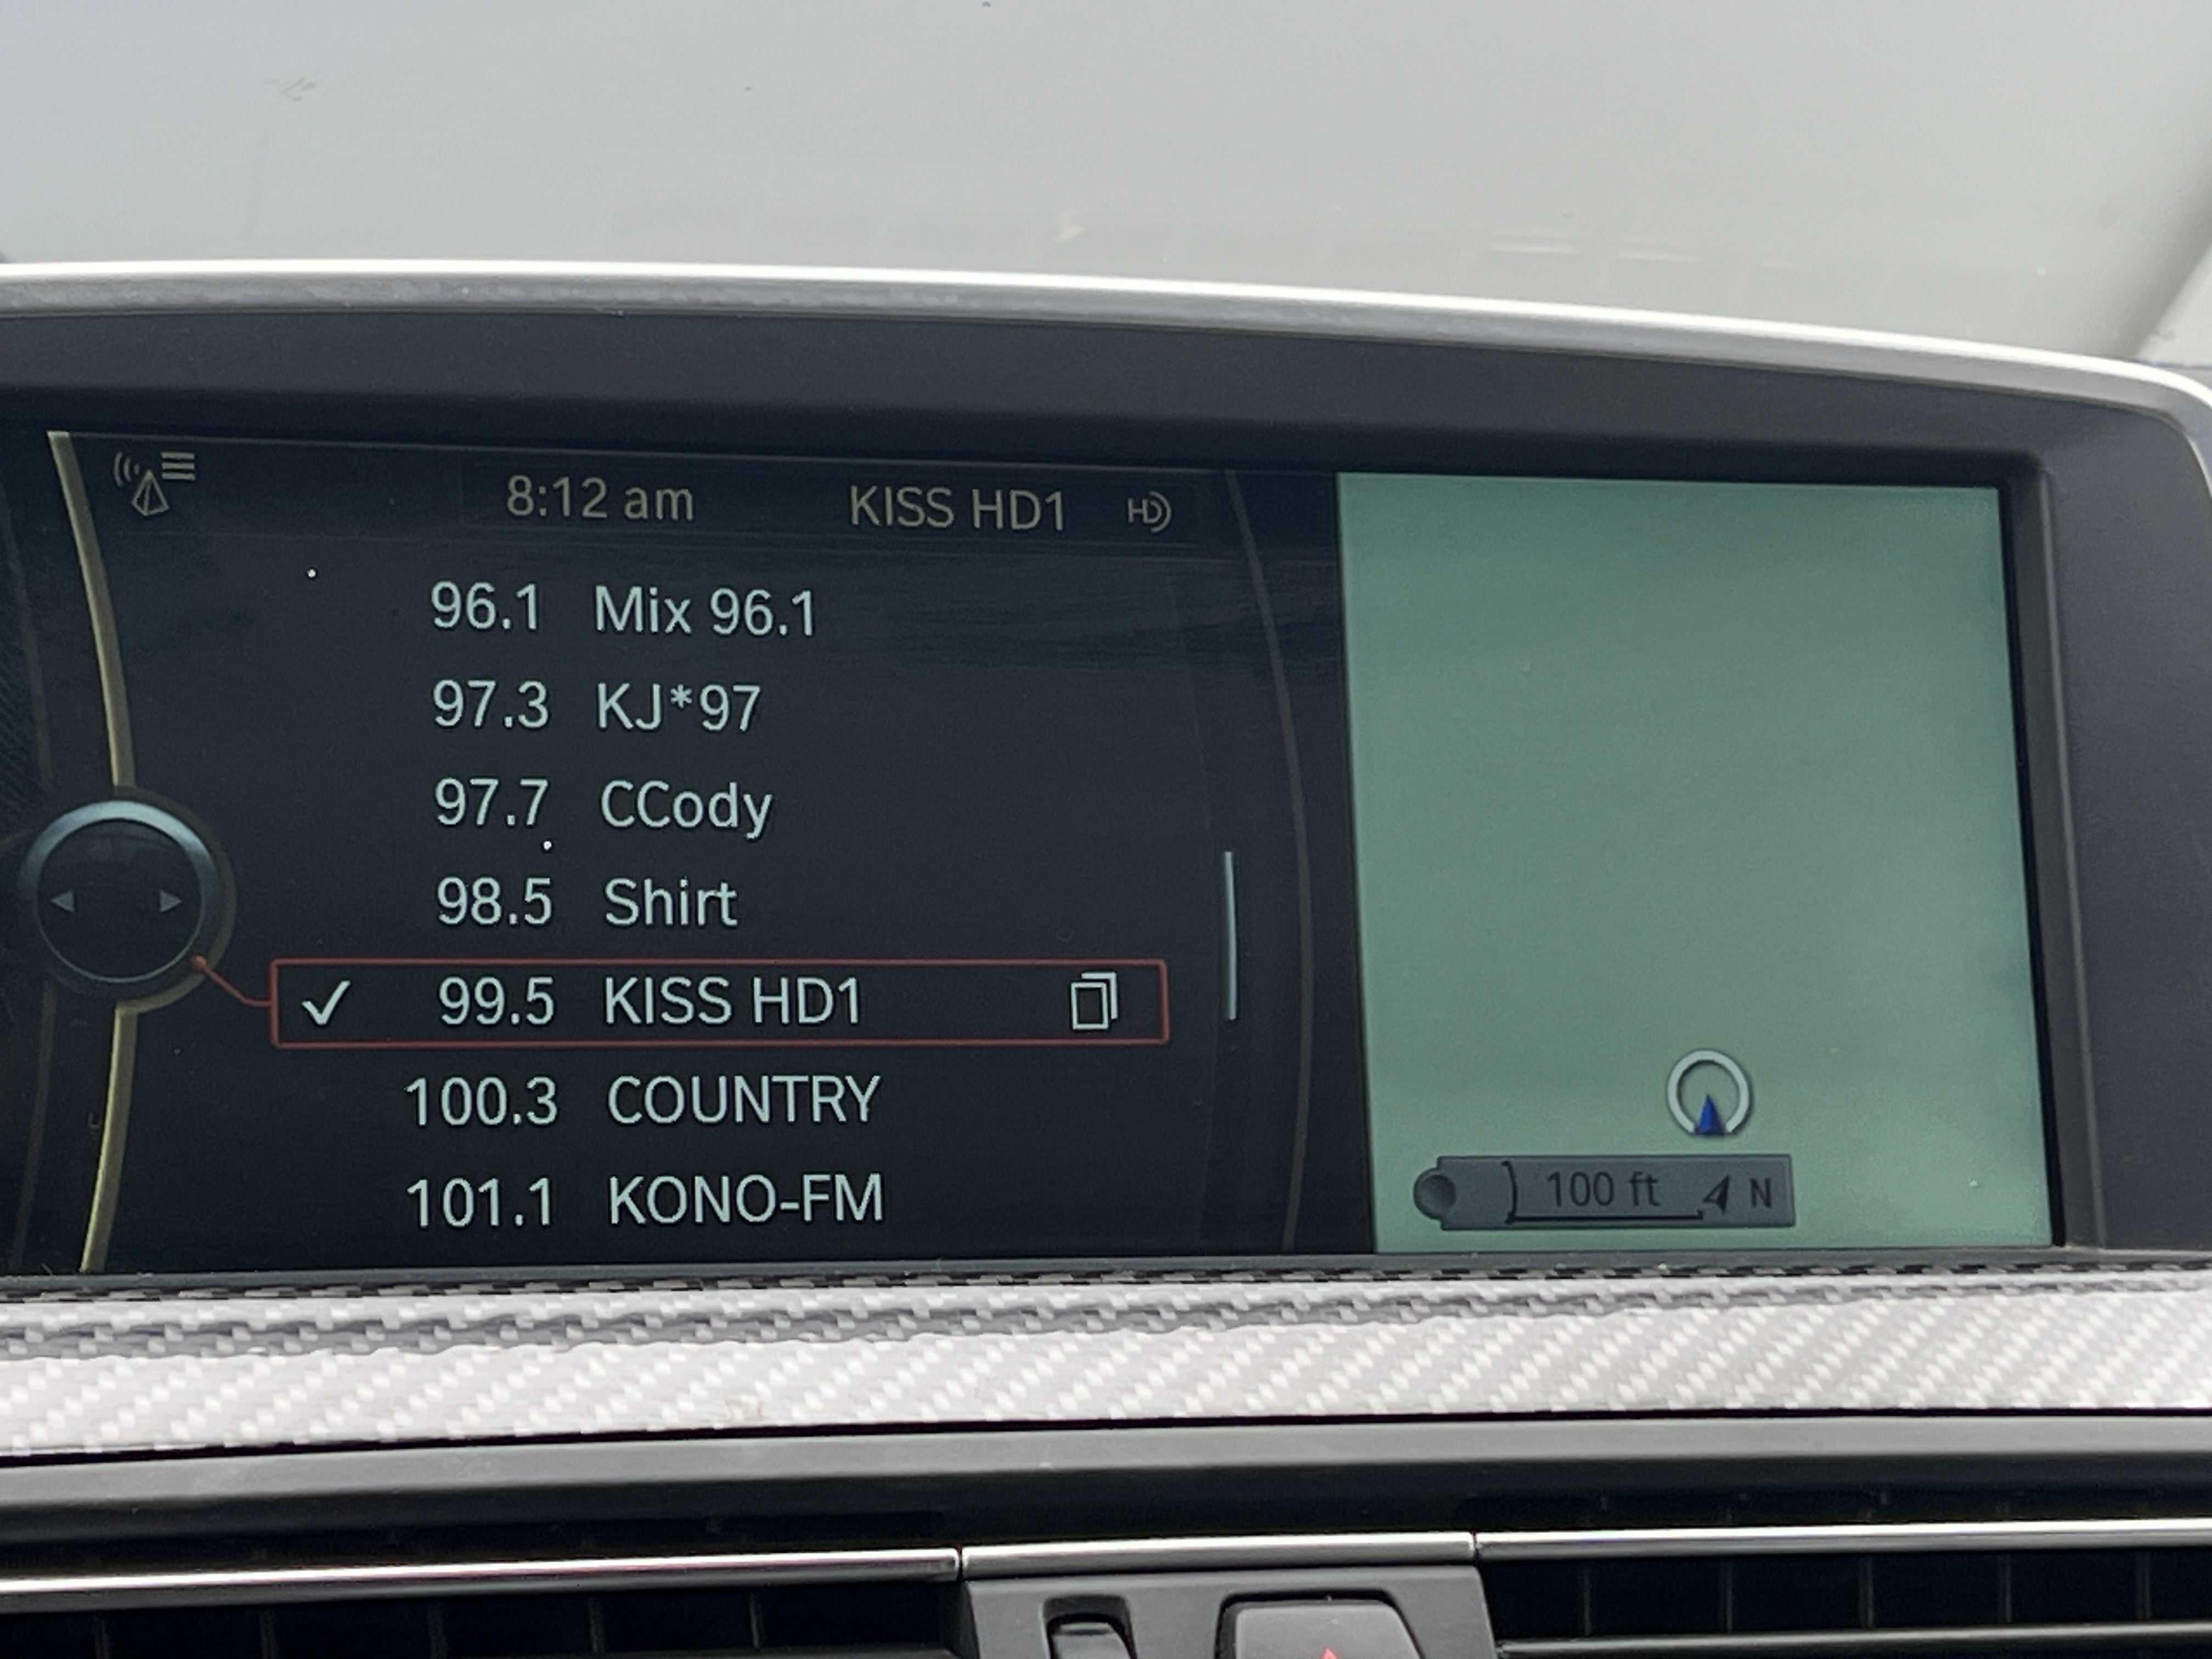 8:12 am KISS HD1 HD
96.1 Mix 96.1
97.3 KJ*97
97.7 CCody
98.5 Shirt
99.5 KISS HD1
100.3 COUNTRY
101.1 KONO-FM
100 ft N